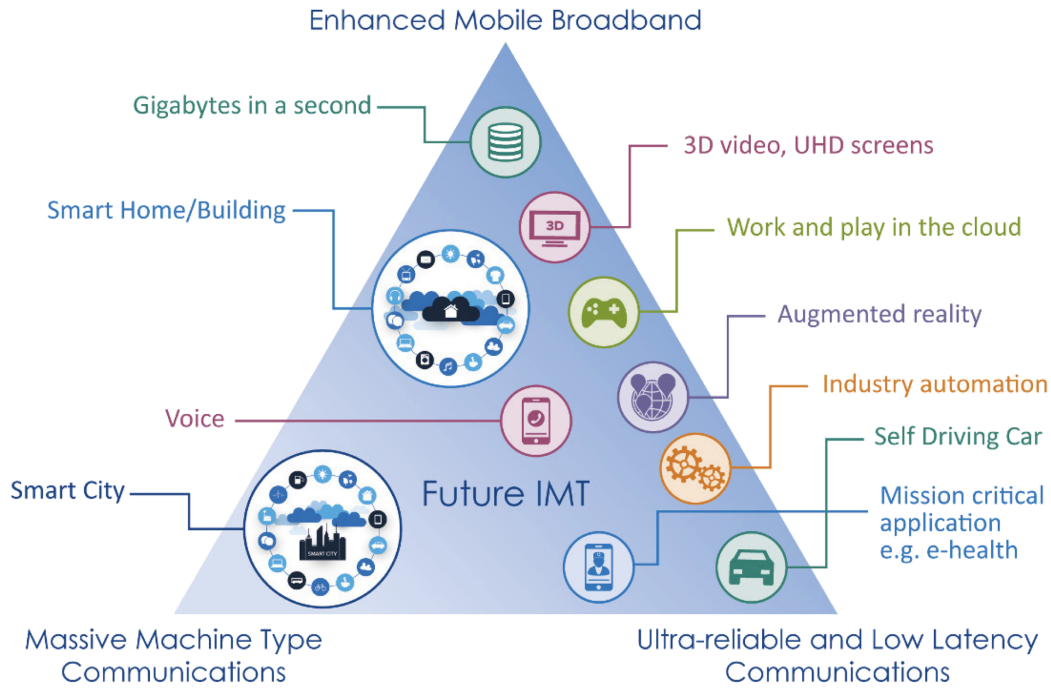 Enhanced Mobile Broadband
Gigabytes in a second
3D video, UHD screens
Smart Home/Building
3D
Work and play in the cloud
Augmented reality
Industry automation
Voice
Self Driving Car
Smart City
Future IMT
Mission critical
application
e.g. e-health
SMART CITY
Massive Machine Type
Communications
Ultra-reliable and Low Latency
Communications